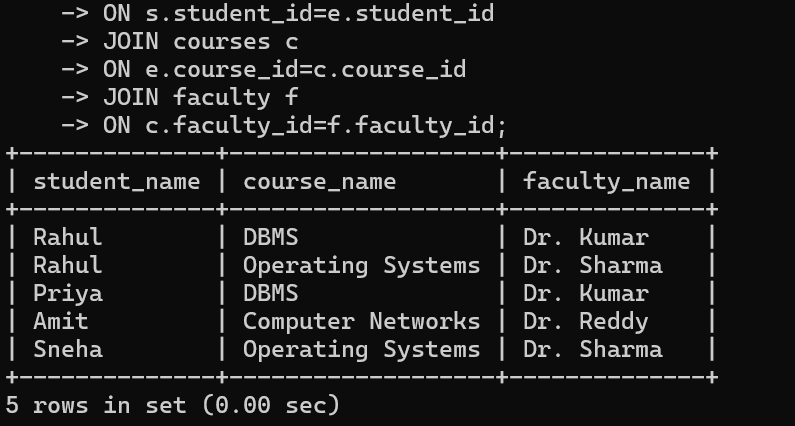 -> ON s.student_id=e.student_id
    -> JOIN courses c
    -> ON e.course_id=c.course_id
    -> JOIN faculty f
    -> ON c.faculty_id=f.faculty_id;
+--------------+-------------------+--------------+
| student_name | course_name       | faculty_name |
+--------------+-------------------+--------------+
| Rahul        | DBMS              | Dr. Kumar    |
| Rahul        | Operating Systems | Dr. Sharma   |
| Priya        | DBMS              | Dr. Kumar    |
| Amit         | Computer Networks | Dr. Reddy    |
| Sneha        | Operating Systems | Dr. Sharma   |
+--------------+-------------------+--------------+
5 rows in set (0.00 sec)